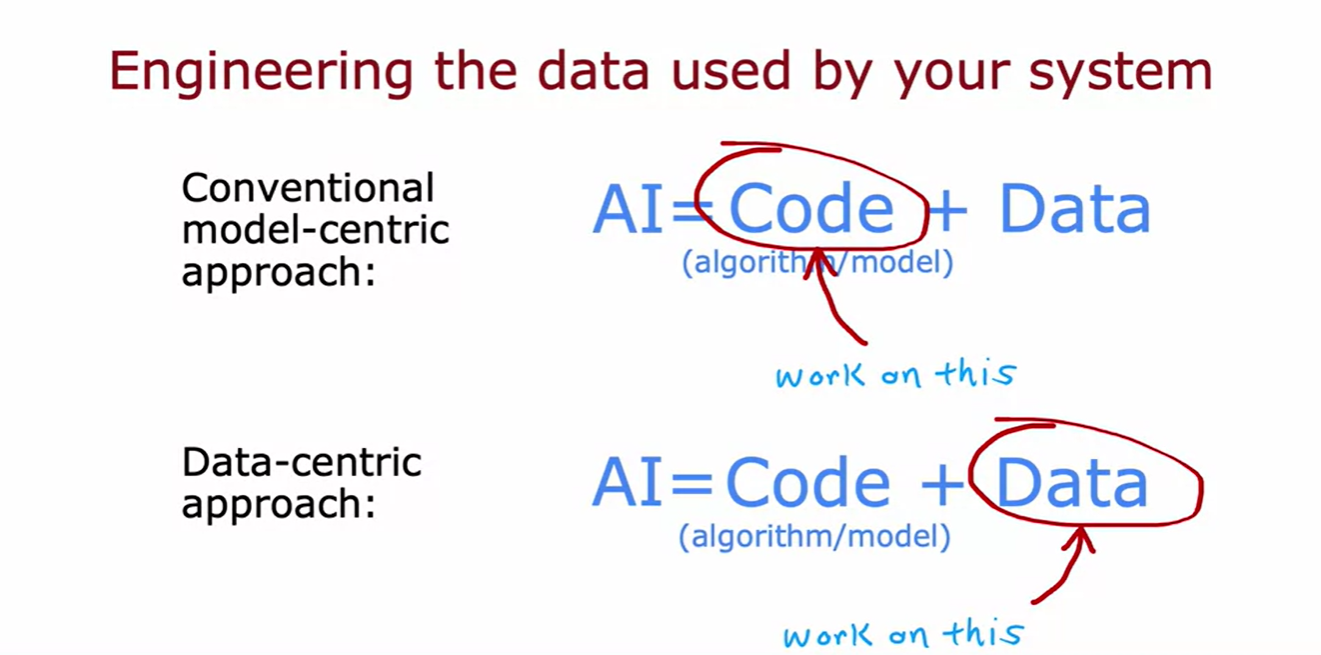 Engineering the data used by your system
Conventional
model-centric
approach:
AI=Code + Data
(algorithm/model)
work on this
Data-centric
approach:
AI=Code + Data
(algorithm/model)
work on this